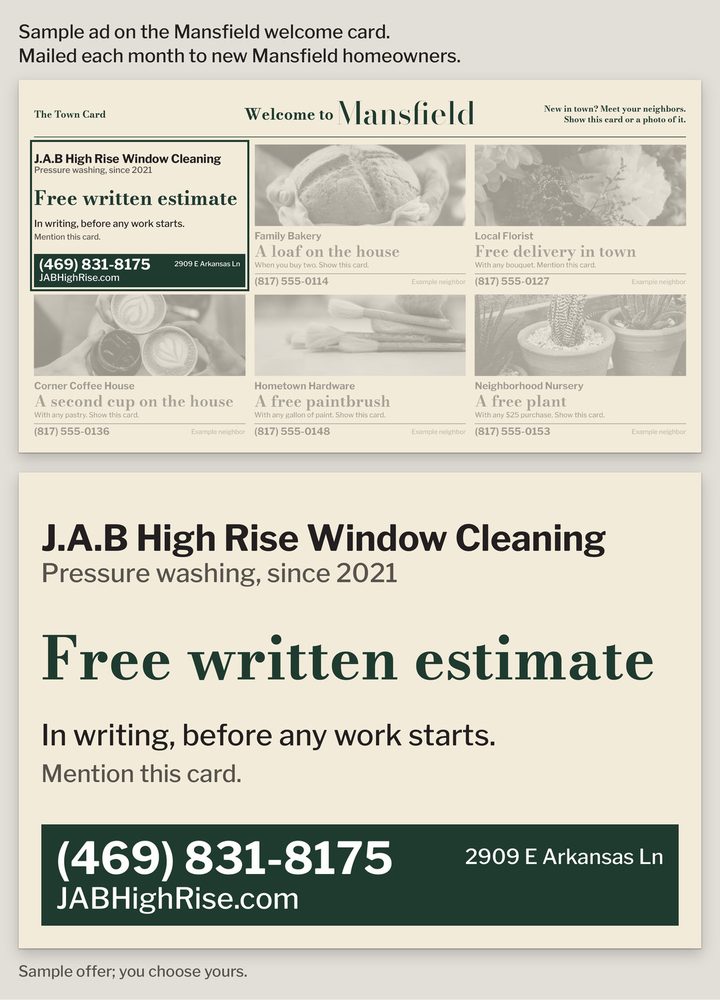 Sample ad on the Mansfield welcome card.
Mailed each month to new Mansfield homeowners.
The Town Card
Welcome to Mansfield
New in town? Meet your neighbors.
Show this card or a photo of it.
J.A.B High Rise Window Cleaning
Pressure washing, since 2021
Free written estimate
In writing, before any work starts.
Mention this card.
(469) 831-8175
2909 E Arkansas Ln
JABHighRise.com
Family Bakery
A loaf on the house
When you buy two. Show this card.
(817) 555-0114
Example neighbor
Local Florist
Free delivery in town
With any bouquet. Mention this card.
(817) 555-0127
Example neighbor
Corner Coffee House
A second cup on the house
With any pastry. Show this card.
(817) 555-0136
Example neighbor
Hometown Hardware
A free paintbrush
With any gallon of paint. Show this card.
(817) 555-0148
Example neighbor
Neighborhood Nursery
A free plant
With any $25 purchase. Show this card.
(817) 555-0153
Example neighbor
J.A.B High Rise Window Cleaning
Pressure washing, since 2021
Free written estimate
In writing, before any work starts.
Mention this card.
(469) 831-8175
2909 E Arkansas Ln
JABHighRise.com
Sample offer; you choose yours.